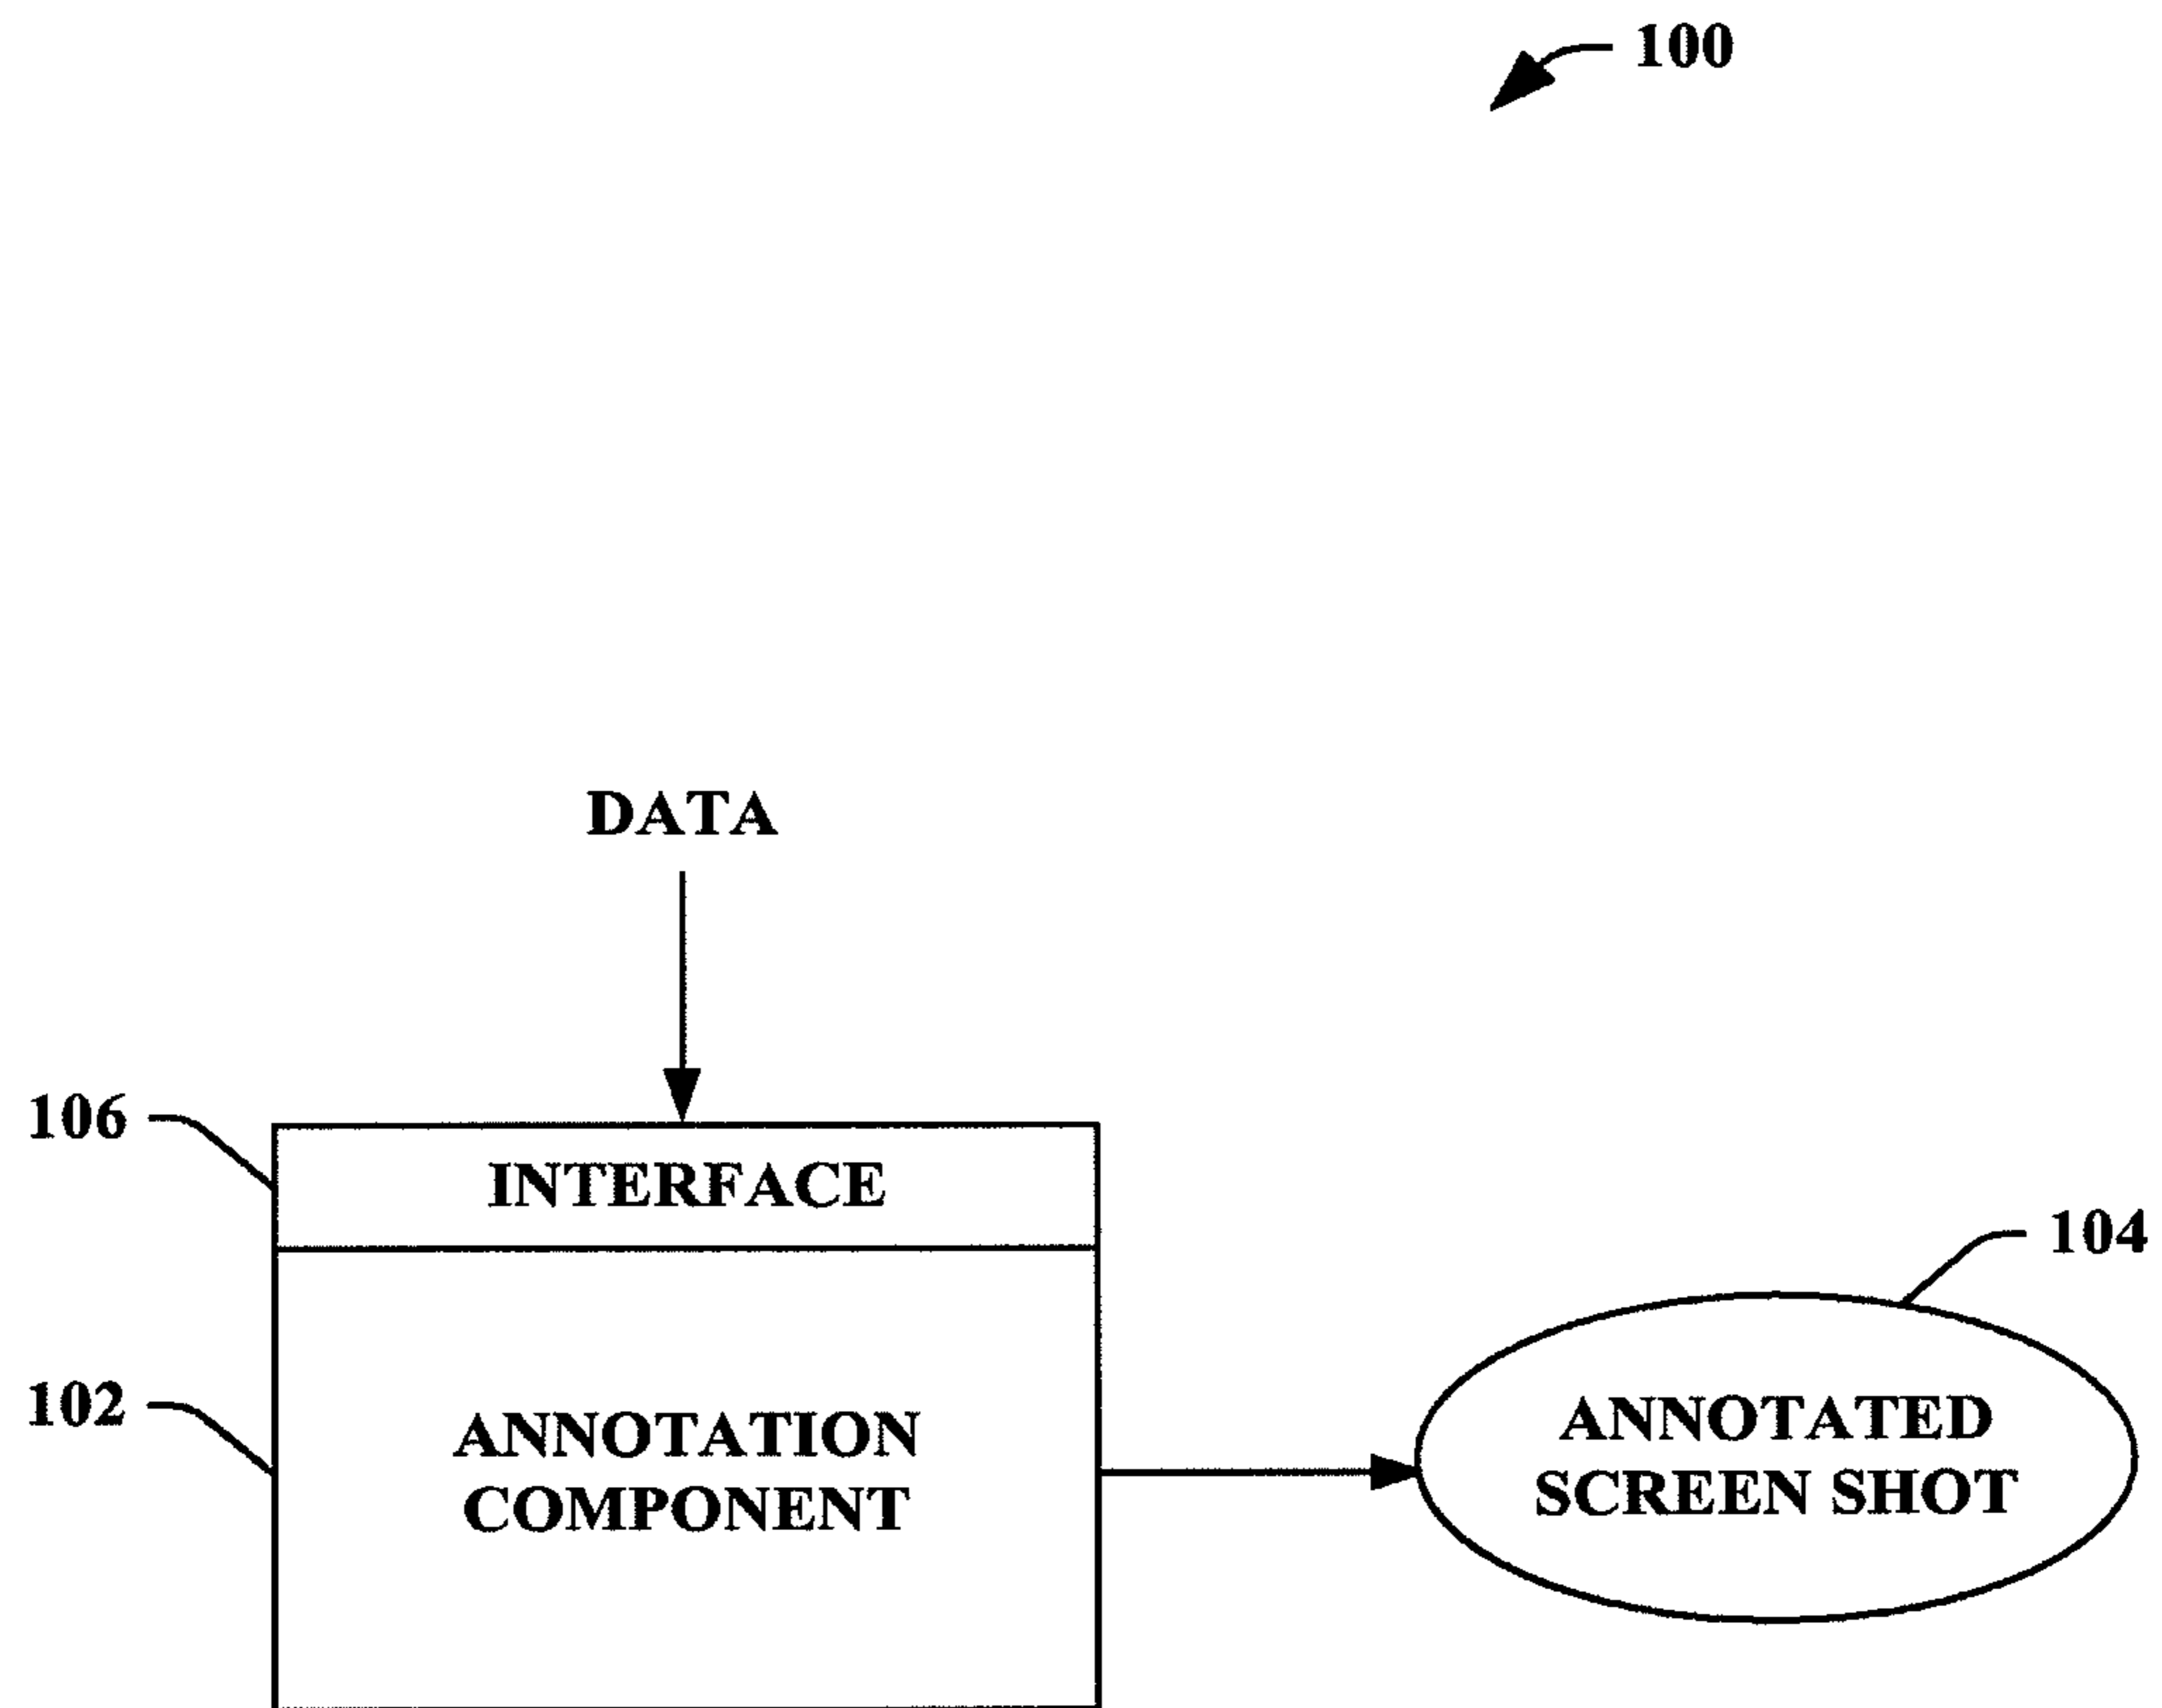 100
DATA
106
INTERFACE
104
102
ANNOTATION
COMPONENT
ANNOTATED
SCREEN SHOT